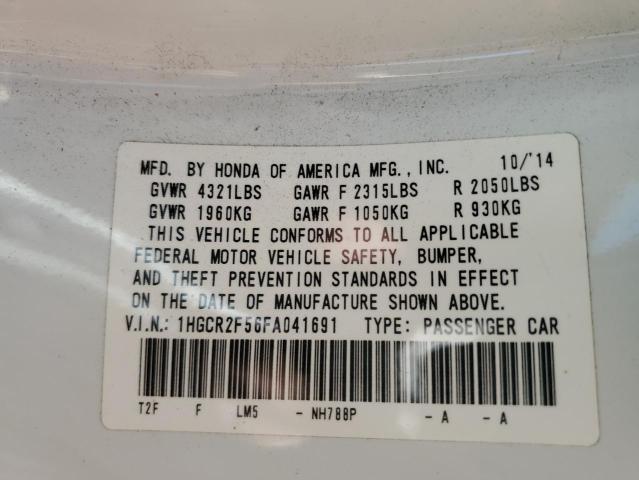 MFD. BY HONDA OF AMERICA MFG., INC. 10/'14
GVWR 4321LBS GAWR F 2315LBS R 2050LBS
GVWR 1960KG GAWR F 1050KG R 930KG
THIS VEHICLE CONFORMS TO ALL APPLICABLE
FEDERAL MOTOR VEHICLE SAFETY, BUMPER,
AND THEFT PREVENTION STANDARDS IN EFFECT
ON THE DATE OF MANUFACTURE SHOWN ABOVE.
V.I.N.: 1HGCR2F56FA041691 TYPE: PASSENGER CAR
T2F F LM5 - NH788P - A - A